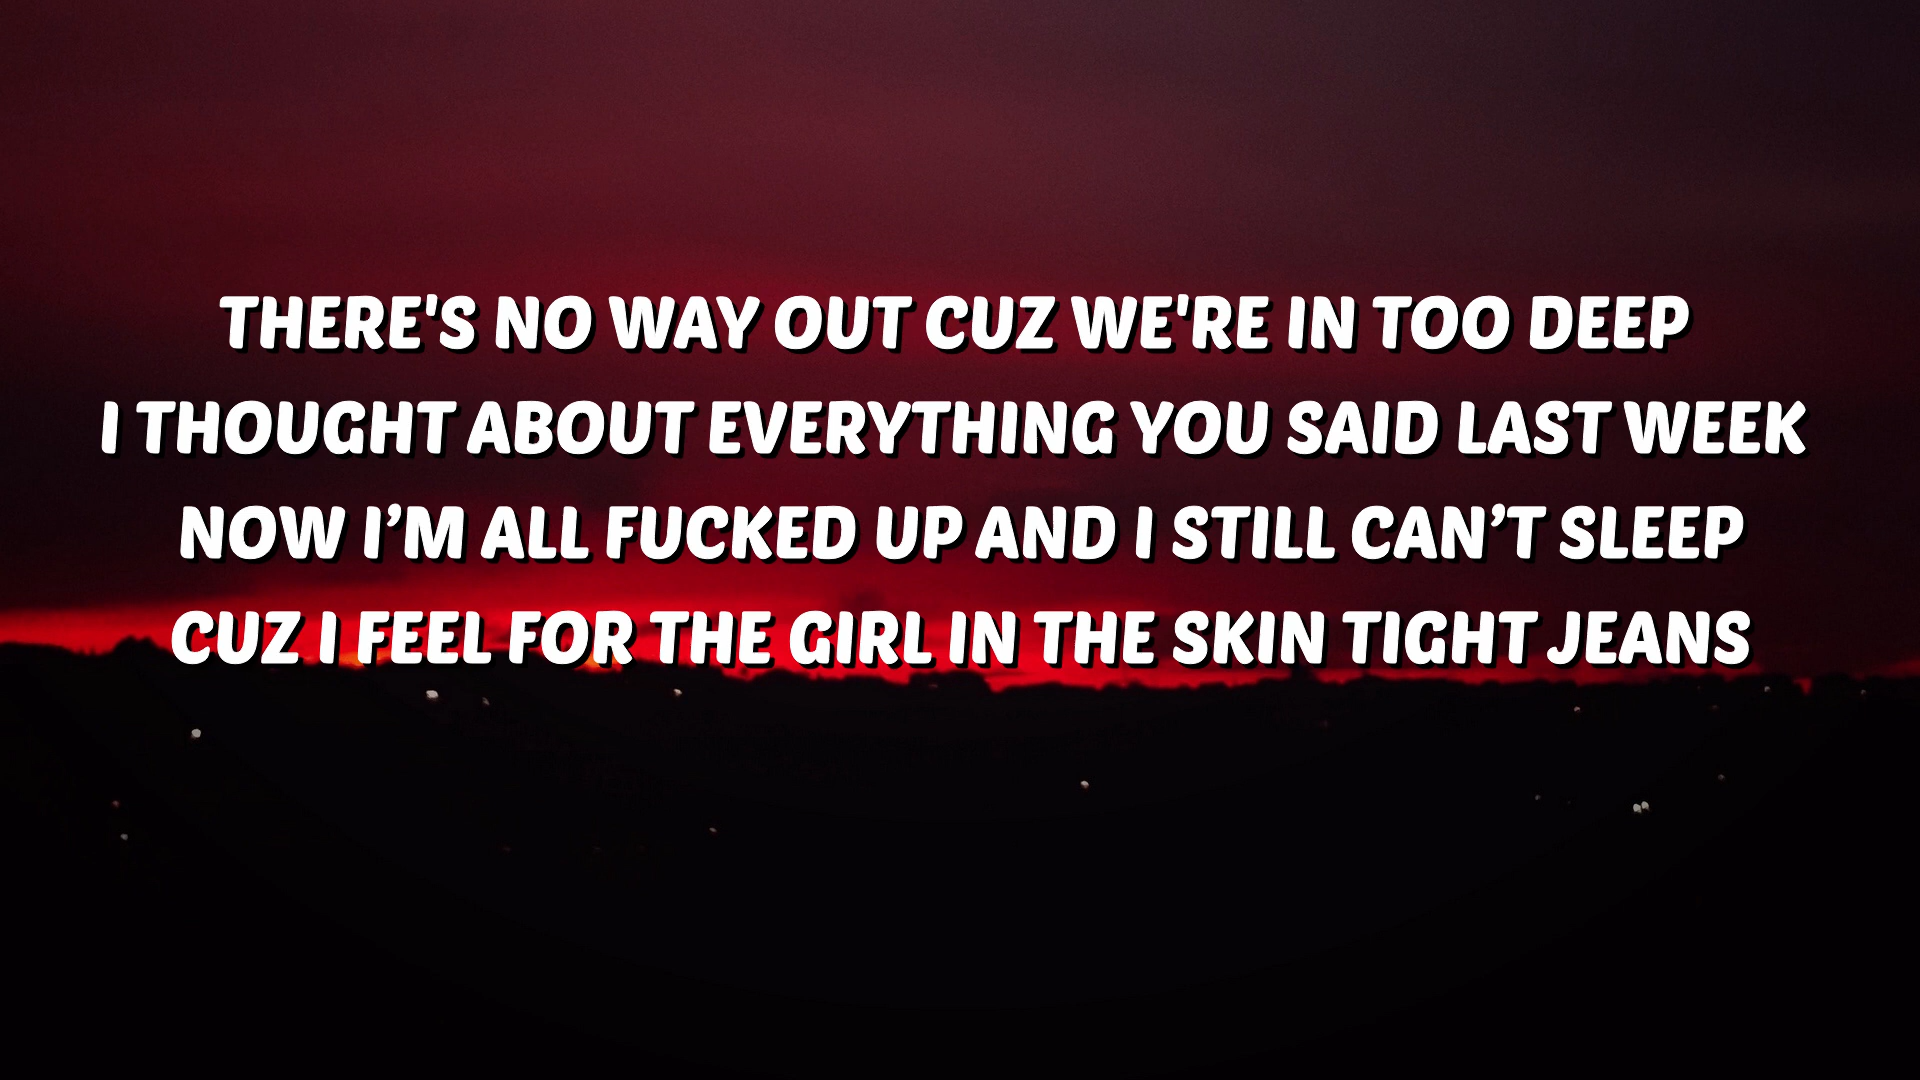 THERE'S NO WAY OUT CUZ WE'RE IN TOO DEEP
I THOUGHT ABOUT EVERYTHING YOU SAID LAST WEEK
NOW I’M ALL FUCKED UP AND I STILL CAN’T SLEEP
CUZ I FEEL FOR THE GIRL IN THE SKIN TIGHT JEANS